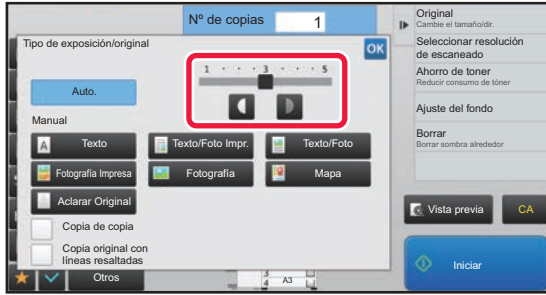 Nº de copias 1
Tipo de exposición/original
OK
1 3 5
Auto.
Manual
Texto
Texto/Foto Impr.
Texto/Foto
Fotografía Impresa
Fotografía
Mapa
Aclarar Original
Copia de copia
Copia original con
líneas resaltadas
Otros
3
4
A3
Original
Cambie el tamaño/dir.
Seleccionar resolución
de escaneado
Ahorro de toner
Reducir consumo de tóner
Ajuste del fondo
Borrar
Borrar sombra alrededor
Vista previa
CA
Iniciar